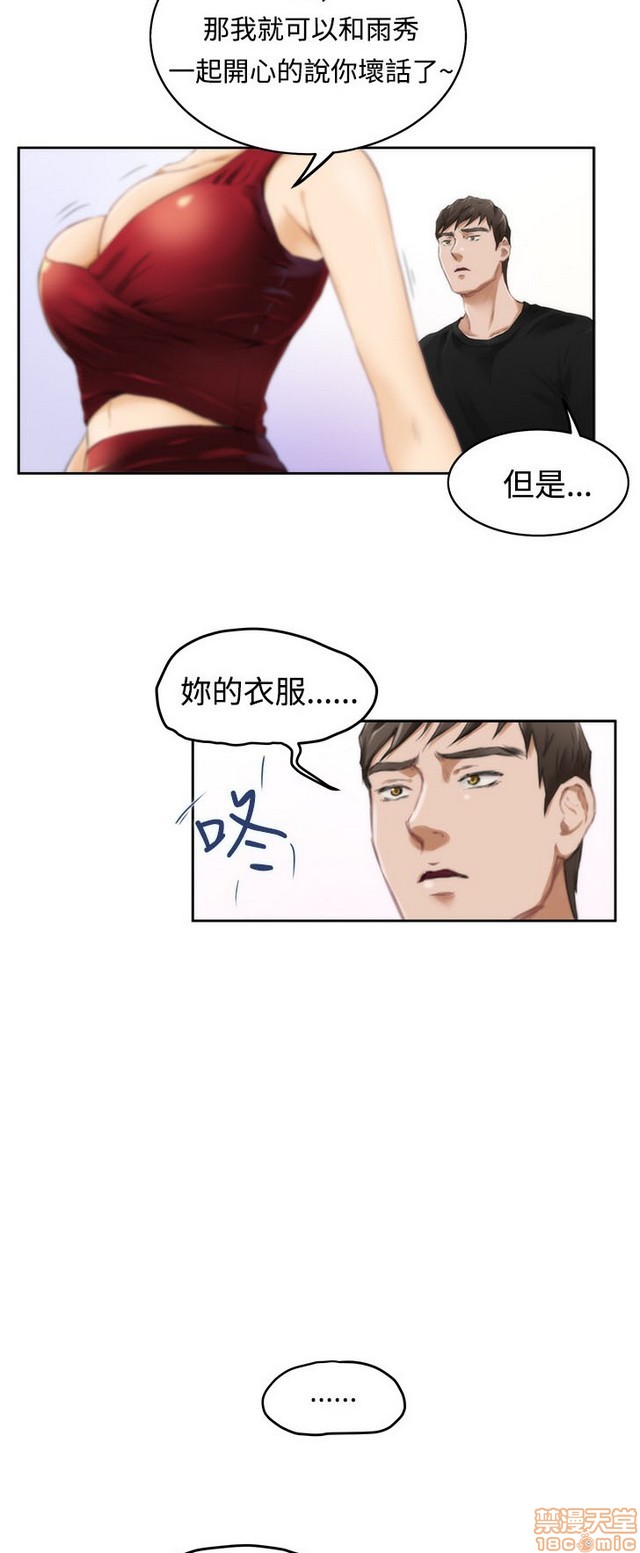 那我就可以和雨秀
一起開心的說你壞話了~
但是...
妳的衣服......
咚
......
禁漫天堂
18comic